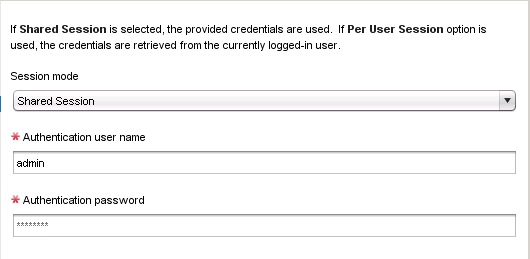 If Shared Session is selected, the provided credentials are used. If Per User Session option is
used, the credentials are retrieved from the currently logged-in user.
Session mode
Shared Session
* Authentication user name
admin
* Authentication password
********